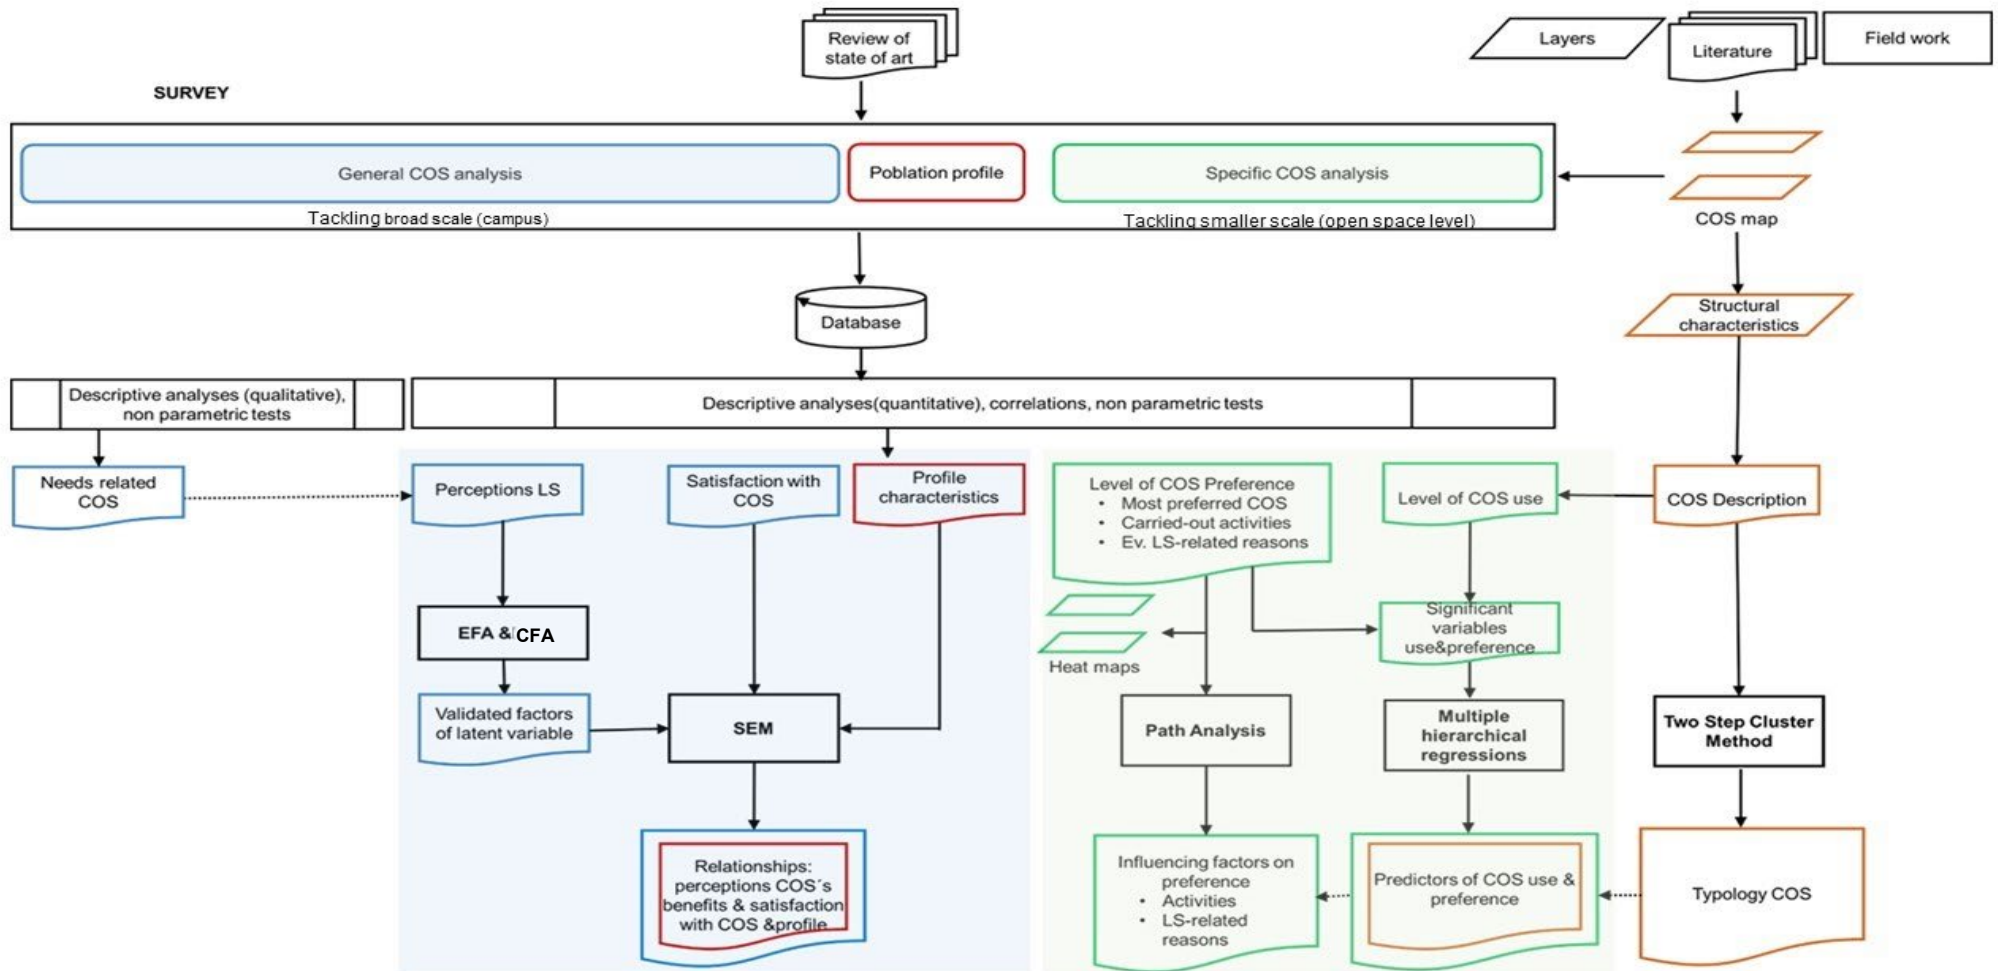 Review of
state of art
Layers
Literature
Field work
SURVEY
General COS analysis
Poblation profile
Specific COS analysis
Tackling broad scale (campus)
Tackling smaller scale (open space level)
COS map
Structural
characteristics
Database
Descriptive analyses (qualitative),
non parametric tests
Descriptive analyses(quantitative), correlations, non parametric tests
Needs related
COS
Perceptions LS
Satisfaction with
COS
Profile
characteristics
Level of COS Preference
• Most preferred COS
• Carried-out activities
• Ev. LS-related reasons
Level of COS use
COS Description
EFA & CFA
Heat maps
Significant
variables
use&preference
Validated factors
of latent variable
SEM
Path Analysis
Multiple
hierarchical
regressions
Two Step Cluster
Method
Relationships:
perceptions COS´s
benefits & satisfaction
with COS &profile
Influencing factors on
preference
• Activities
• LS-related
reasons
Predictors of COS use &
preference
Typology COS